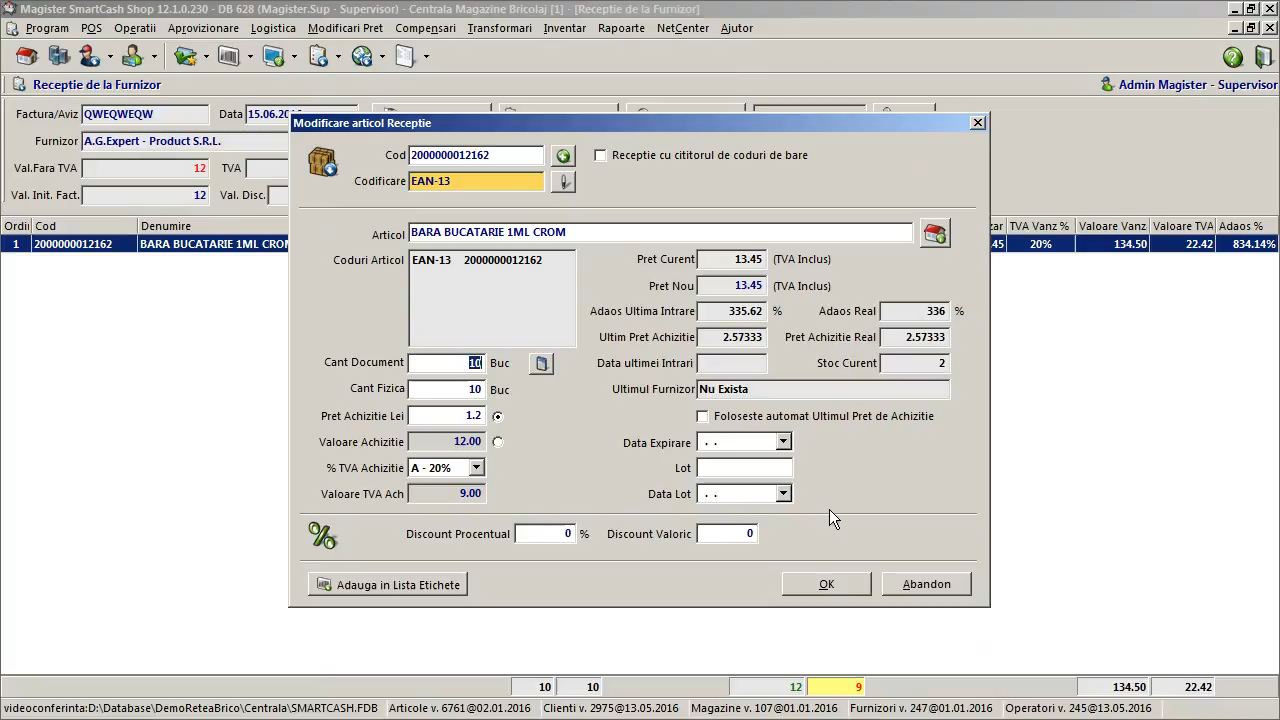 Magister SmartCash Shop 12.1.0.230 - DB 628 (Magister.Sup - Supervisor) - Centrala Magazine Bricolaj [1] - [Receptie de la Furnizor]
Program POS Operatii Aprovizionare Logistica Modificari Pret Compensari Transformari Inventar Rapoarte NetCenter Ajutor
Receptie de la Furnizor Admin Magister - Supervisor
Factura/Aviz QWEQWEQW Data
Furnizor A.G.Expert - Product S.R.L.
Val.Fara TVA 12 TVA
Val. Init. Fact. 12 Val. Disc.
Cod Denumire TVA Vanz % Valoare Vanz Valoare TVA Adaos %
1 2000000012162 BARA BUCATARIE 1ML CROM 20% 134.50 22.42 834.14%
Modificare articol Receptie
Cod 2000000012162 Receptie cu cititorul de coduri de bare
Codificare EAN-13
Articol BARA BUCATARIE 1ML CROM
Coduri Articol EAN-13 2000000012162 Pret Curent 13.45 (TVA Inclus)
Pret Nou 13.45 (TVA Inclus)
Adaos Ultima Intrare 335.62 % Adaos Real 336 %
Ultim Pret Achizitie 2.57333 Pret Achizitie Real 2.57333
Cant Document 10 Buc Data ultimei Intrari Stoc Curent 2
Cant Fizica 10 Buc Ultimul Furnizor Nu Exista
Pret Achizitie Lei 1.2 Foloseste automat Ultimul Pret de Achizitie
Valoare Achizitie 12.00 Data Expirare . .
% TVA Achizitie A - 20% Lot
Valoare TVA Ach 9.00 Data Lot . .
% Discount Procentual 0 % Discount Valoric 0
Adauga in Lista Etichete OK Abandon
10 10 12 9 134.50 22.42
videoconferinta:D:\Database\DemoReteaBrico\Centrala\SMARTCASH.FDB Articole v. 6761@02.01.2016 Clienti v. 2975@13.05.2016 Magazine v. 107@01.01.2016 Furnizori v. 247@01.01.2016 Operatori v. 245@13.05.2016